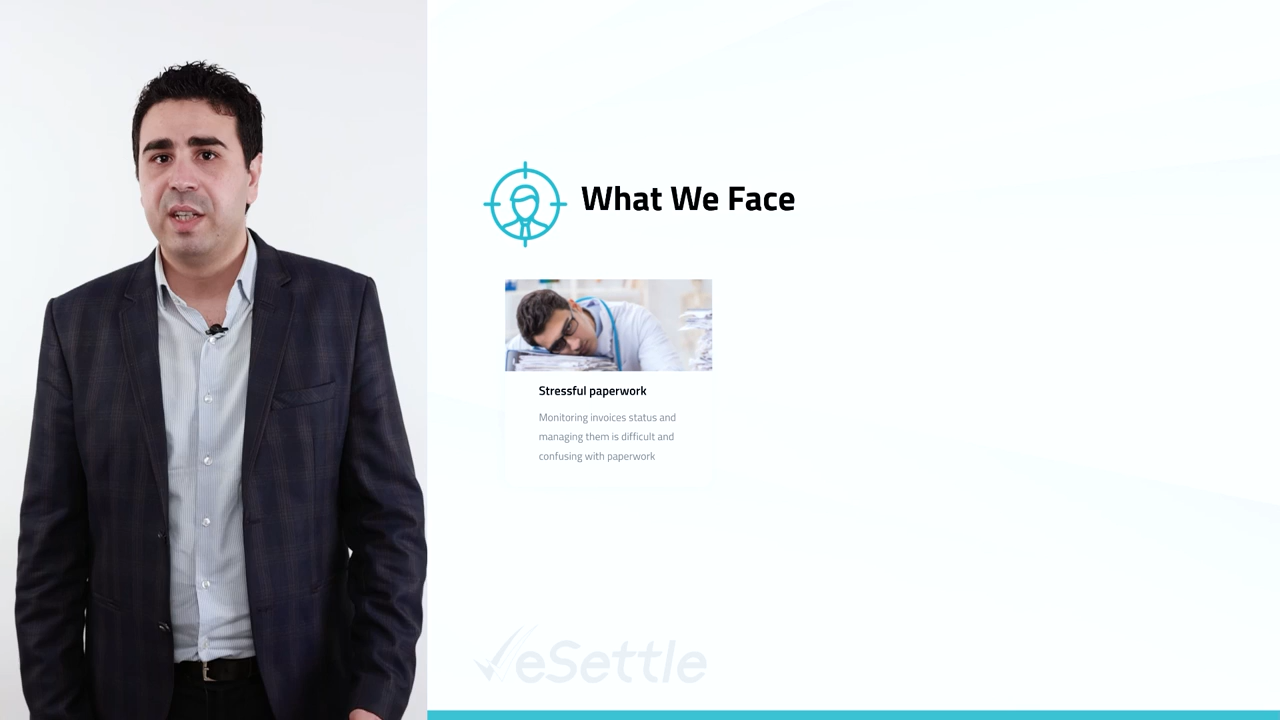 What We Face
Stressful paperwork
Monitoring invoices status and
managing them is difficult and
confusing with paperwork
eSettle